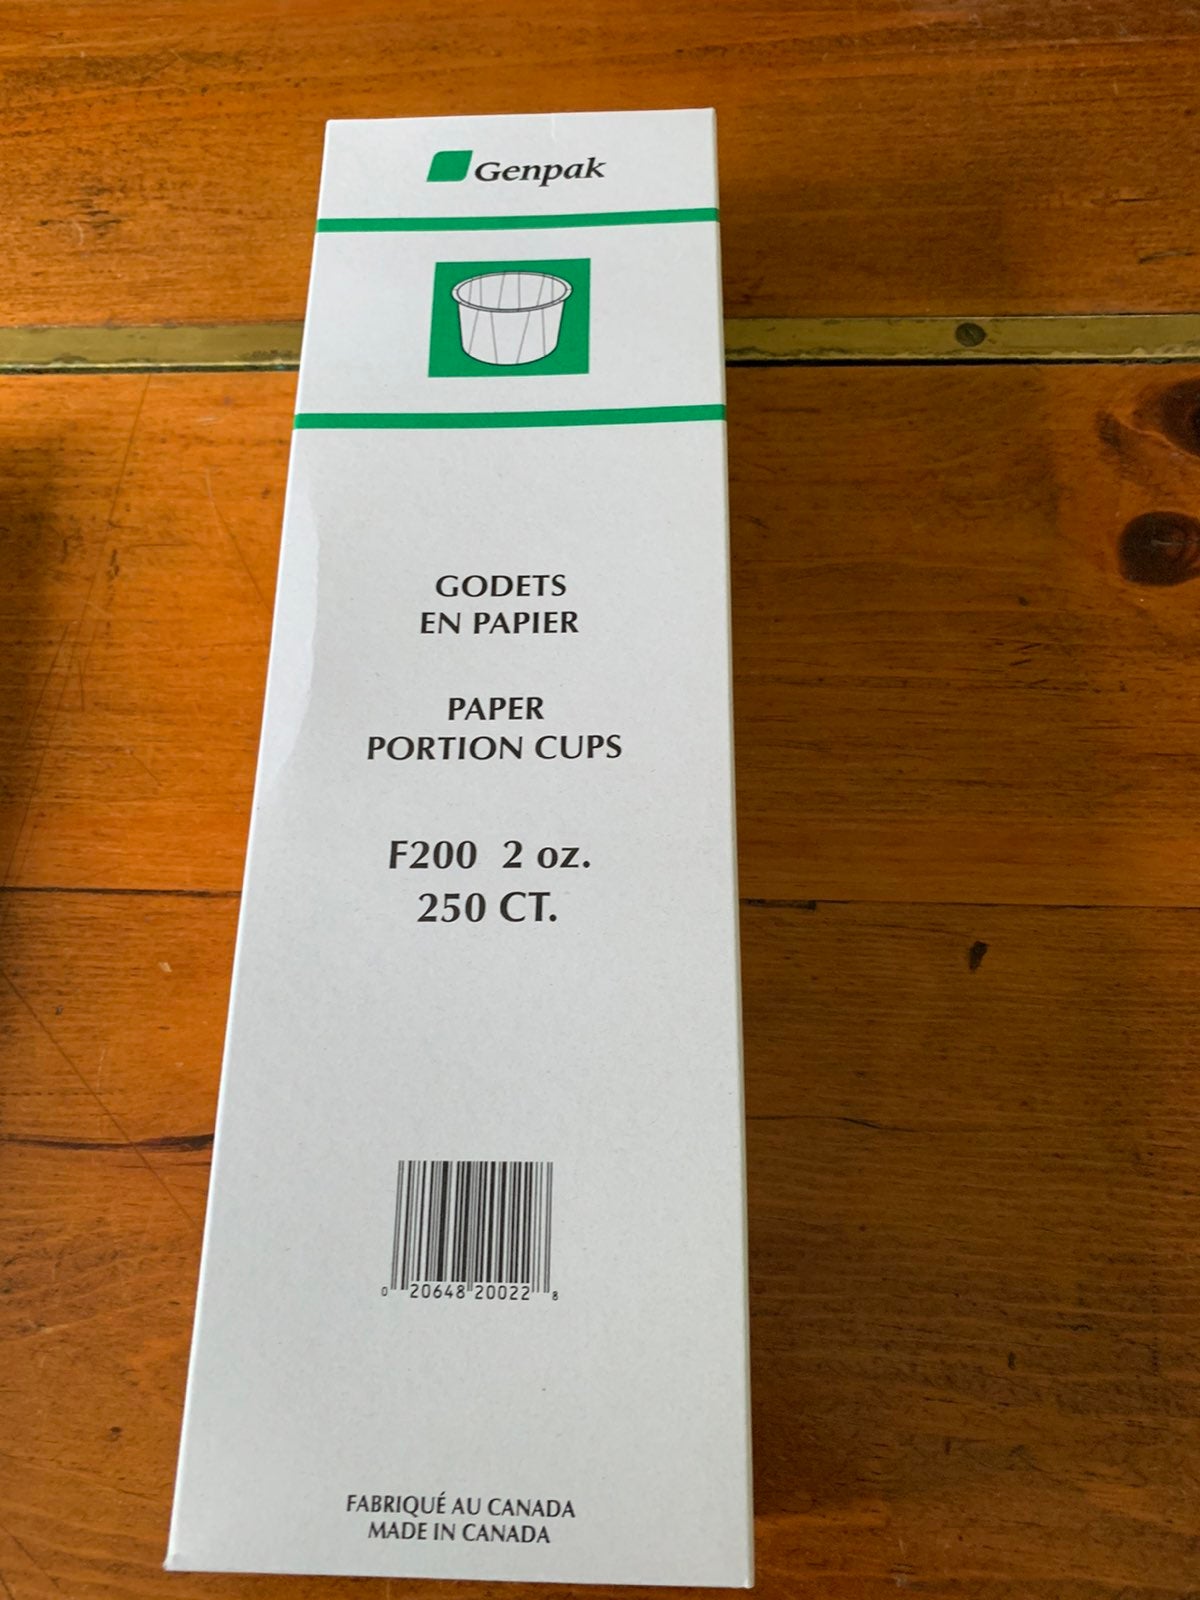 Genpak
GODETS
EN PAPIER
PAPER
PORTION CUPS
F200 2 oz.
250 CT.
0 20648 20022 8
FABRIQUÉ AU CANADA
MADE IN CANADA